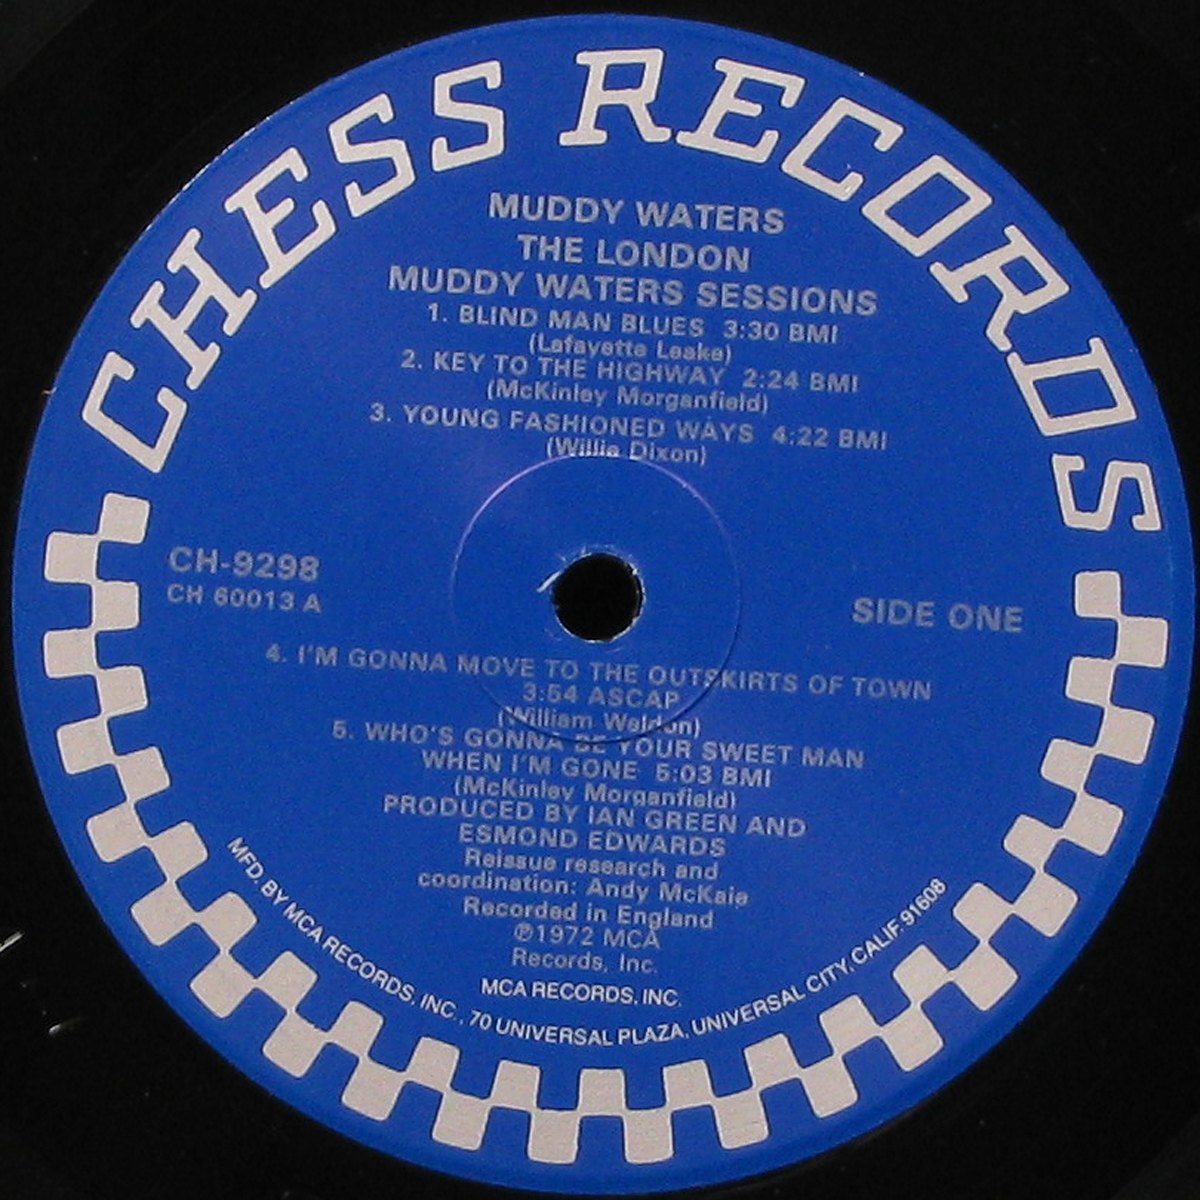 CHESS RECORDS
MUDDY WATERS
THE LONDON
MUDDY WATERS SESSIONS
1. BLIND MAN BLUES 3:30 BMI
(Lafayette Leake)
2. KEY TO THE HIGHWAY 2:24 BMI
(McKinley Morganfield)
3. YOUNG FASHIONED WAYS 4:22 BMI
(Willie Dixon)
CH-9298
CH 60013 A
SIDE ONE
4. I'M GONNA MOVE TO THE OUTSKIRTS OF TOWN
3:54 ASCAP
(William Weldon)
5. WHO'S GONNA BE YOUR SWEET MAN
WHEN I'M GONE 5:03 BMI
(McKinley Morganfield)
PRODUCED BY IAN GREEN AND
ESMOND EDWARDS
Reissue research and
coordination: Andy McKaie
Recorded in England
℗1972 MCA
Records, Inc.
MCA RECORDS, INC.
MFD. BY MCA RECORDS, INC., 70 UNIVERSAL PLAZA, UNIVERSAL CITY, CALIF. 91608